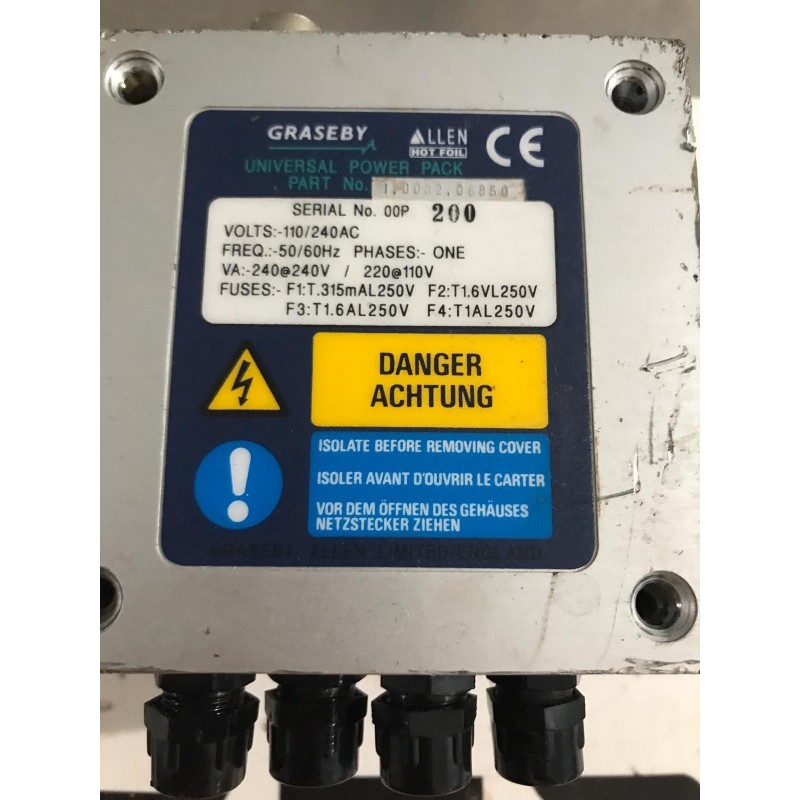 GRASEBY ALLEN CE
HOT FOIL
UNIVERSAL POWER PACK
. PART No. 1.0002.06850
SERIAL No. 00P 200
VOLTS:-110/240AC
FREQ.:-50/60Hz PHASES:- ONE
VA:-240@240V / 220@110V
FUSES:- F1:T.315mAL250V F2:T1.6VL250V
F3:T1.6AL250V F4:T1AL250V
DANGER
ACHTUNG
ISOLATE BEFORE REMOVING COVER
ISOLER AVANT D'OUVRIR LE CARTER
VOR DEM ÖFFNEN DES GEHÄUSES
NETZSTECKER ZIEHEN
GRASEBY ALLEN LIMITED ENGLAND